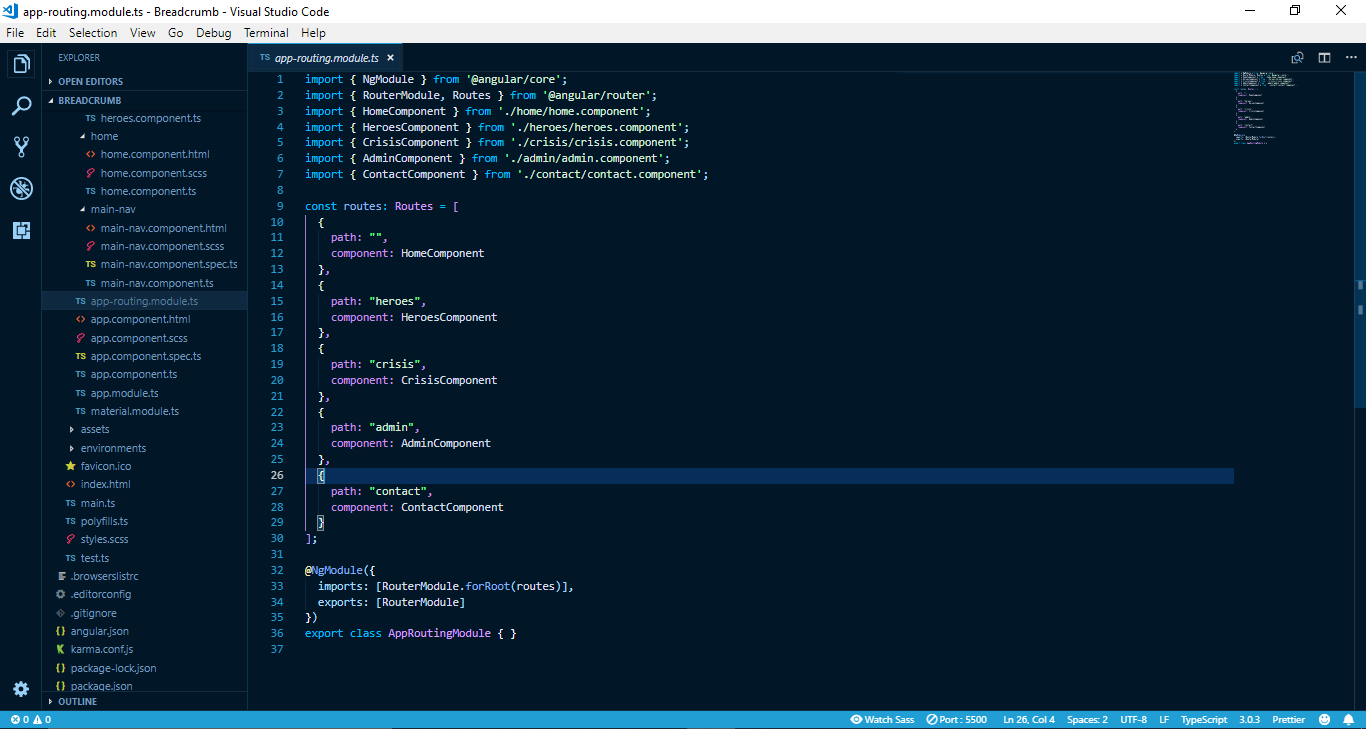 app-routing.module.ts - Breadcrumb - Visual Studio Code
File Edit Selection View Go Debug Terminal Help
EXPLORER
OPEN EDITORS
BREADCRUMB
TS heroes.component.ts
home
<> home.component.html
home.component.scss
TS home.component.ts
main-nav
<> main-nav.component.html
main-nav.component.scss
TS main-nav.component.spec.ts
TS main-nav.component.ts
TS app-routing.module.ts
<> app.component.html
app.component.scss
TS app.component.spec.ts
TS app.component.ts
TS app.module.ts
TS material.module.ts
assets
environments
favicon.ico
<> index.html
TS main.ts
TS polyfills.ts
styles.scss
TS test.ts
.browserslistrc
.editorconfig
.gitignore
{} angular.json
K karma.conf.js
{} package-lock.json
{} package.json
OUTLINE
TS app-routing.module.ts ×
1 import { NgModule } from '@angular/core';
2 import { RouterModule, Routes } from '@angular/router';
3 import { HomeComponent } from './home/home.component';
4 import { HeroesComponent } from './heroes/heroes.component';
5 import { CrisisComponent } from './crisis/crisis.component';
6 import { AdminComponent } from './admin/admin.component';
7 import { ContactComponent } from './contact/contact.component';
8
9 const routes: Routes = [
10 {
11 path: "",
12 component: HomeComponent
13 },
14 {
15 path: "heroes",
16 component: HeroesComponent
17 },
18 {
19 path: "crisis",
20 component: CrisisComponent
21 },
22 {
23 path: "admin",
24 component: AdminComponent
25 },
26 {
27 path: "contact",
28 component: ContactComponent
29 }
30 ];
31
32 @NgModule({
33 imports: [RouterModule.forRoot(routes)],
34 exports: [RouterModule]
35 })
36 export class AppRoutingModule { }
37
0 0 Watch Sass Port : 5500 Ln 26, Col 4 Spaces: 2 UTF-8 LF TypeScript 3.0.3 Prettier